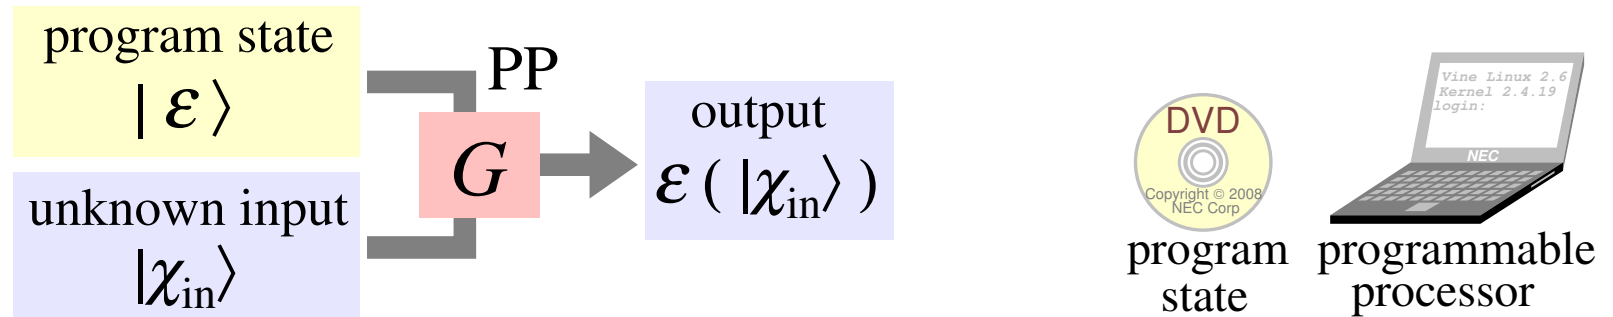 program state
| ε ⟩
unknown input
|χin⟩
PP
G
output
ε ( |χin⟩ )
DVD
Copyright © 2008
NEC Corp
program
state
Vine Linux 2.6
Kernel 2.4.19
login:
NEC
programmable
processor